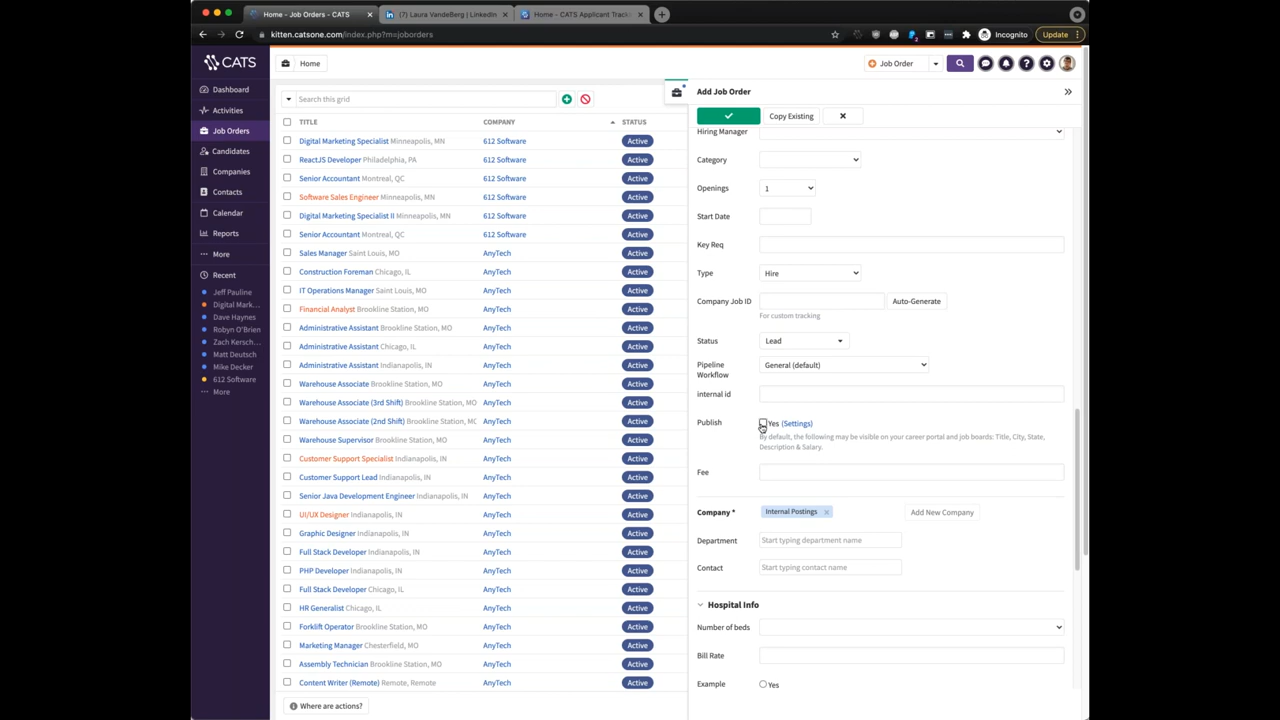 Home - Job Orders - CATS
(?) Laura VandeBerg | LinkedIn
Home - CATS Applicant Track
kitten.catsone.com/index.php?m=joborders
Incognito
Update
CATS
Home
Job Order
Dashboard
Activities
Job Orders
Candidates
Companies
Contacts
Calendar
Reports
More
Recent
Jeff Pauline
Digital Mark...
Dave Haynes
Robyn O'Brien
Zach Kersch...
Matt Deutsch
Mike Decker
612 Software
More
Search this grid
TITLE COMPANY STATUS
Digital Marketing Specialist Minneapolis, MN 612 Software Active
ReactJS Developer Philadelphia, PA 612 Software Active
Senior Accountant Montreal, QC 612 Software Active
Software Sales Engineer Minneapolis, MN 612 Software Active
Digital Marketing Specialist II Minneapolis, MN 612 Software Active
Senior Accountant Montreal, QC 612 Software Active
Sales Manager Saint Louis, MO AnyTech Active
Construction Foreman Chicago, IL AnyTech Active
IT Operations Manager Saint Louis, MO AnyTech Active
Financial Analyst Brookline Station, MO AnyTech Active
Administrative Assistant Brookline Station, MO AnyTech Active
Administrative Assistant Chicago, IL AnyTech Active
Administrative Assistant Indianapolis, IN AnyTech Active
Warehouse Associate Brookline Station, MO AnyTech Active
Warehouse Associate (3rd Shift) Brookline Station, MO AnyTech Active
Warehouse Associate (2nd Shift) Brookline Station, MO AnyTech Active
Warehouse Supervisor Brookline Station, MO AnyTech Active
Customer Support Specialist Indianapolis, IN AnyTech Active
Customer Support Lead Indianapolis, IN AnyTech Active
Senior Java Development Engineer Indianapolis, IN AnyTech Active
UI/UX Designer Indianapolis, IN AnyTech Active
Graphic Designer Indianapolis, IN AnyTech Active
Full Stack Developer Indianapolis, IN AnyTech Active
PHP Developer Indianapolis, IN AnyTech Active
Full Stack Developer Chicago, IL AnyTech Active
HR Generalist Chicago, IL AnyTech Active
Forklift Operator Brookline Station, MO AnyTech Active
Marketing Manager Chesterfield, MO AnyTech Active
Assembly Technician Brookline Station, MO AnyTech Active
Content Writer (Remote) Remote, Remote AnyTech Active
Where are actions?
Add Job Order
Copy Existing
Hiring Manager
Category
Openings 1
Start Date
Key Req
Type Hire
Company Job ID Auto-Generate
For custom tracking
Status Lead
Pipeline Workflow General (default)
internal id
Publish Yes (Settings)
By default, the following may be visible on your career portal and job boards: Title, City, State,
Description & Salary.
Fee
Company * Internal Postings x Add New Company
Department Start typing department name
Contact Start typing contact name
Hospital Info
Number of beds
Bill Rate
Example Yes